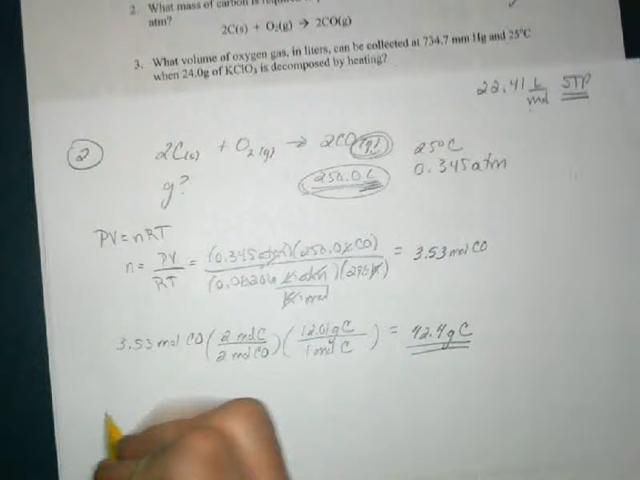 2. What mass of carbon is
atm?
2C(s) + O₂(g) → 2CO(g)
3. What volume of oxygen gas, in liters, can be collected at 734.7 mm Hg and 25°C
when 24.0g of KClO₃ is decomposed by heating?
22.41 L/mol STP
② 2C(s) + O₂(g) → 2CO(g) 25°C
g? 250.0 L 0.345 atm
PV = nRT
n = PV/RT = (0.345 atm)(250.0 L CO)/(0.08206 L·atm/K·mol)(298 K) = 3.53 mol CO
3.53 mol CO (2 mol C/2 mol CO)(12.01 g C/1 mol C) = 42.4 g C